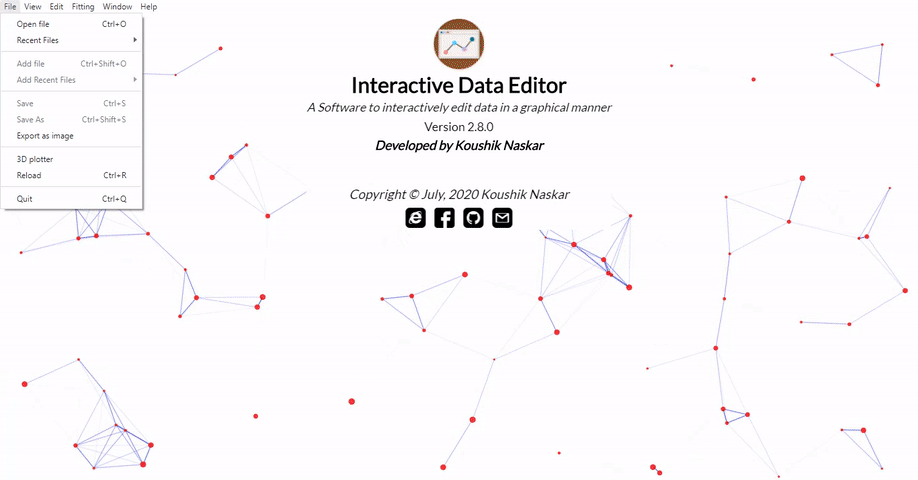 File View Edit Fitting Window Help
Open file Ctrl+O
Recent Files
Add file Ctrl+Shift+O
Add Recent Files
Save Ctrl+S
Save As Ctrl+Shift+S
Export as image
3D plotter
Reload Ctrl+R
Quit Ctrl+Q
Interactive Data Editor
A Software to interactively edit data in a graphical manner
Version 2.8.0
Developed by Koushik Naskar
Copyright © July, 2020 Koushik Naskar